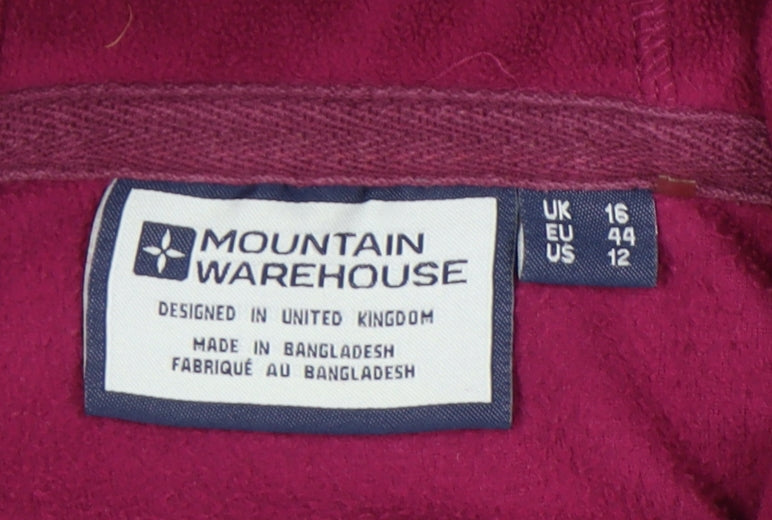 MOUNTAIN
WAREHOUSE
DESIGNED IN UNITED KINGDOM
MADE IN BANGLADESH
FABRIQUÉ AU BANGLADESH
UK 16
EU 44
US 12